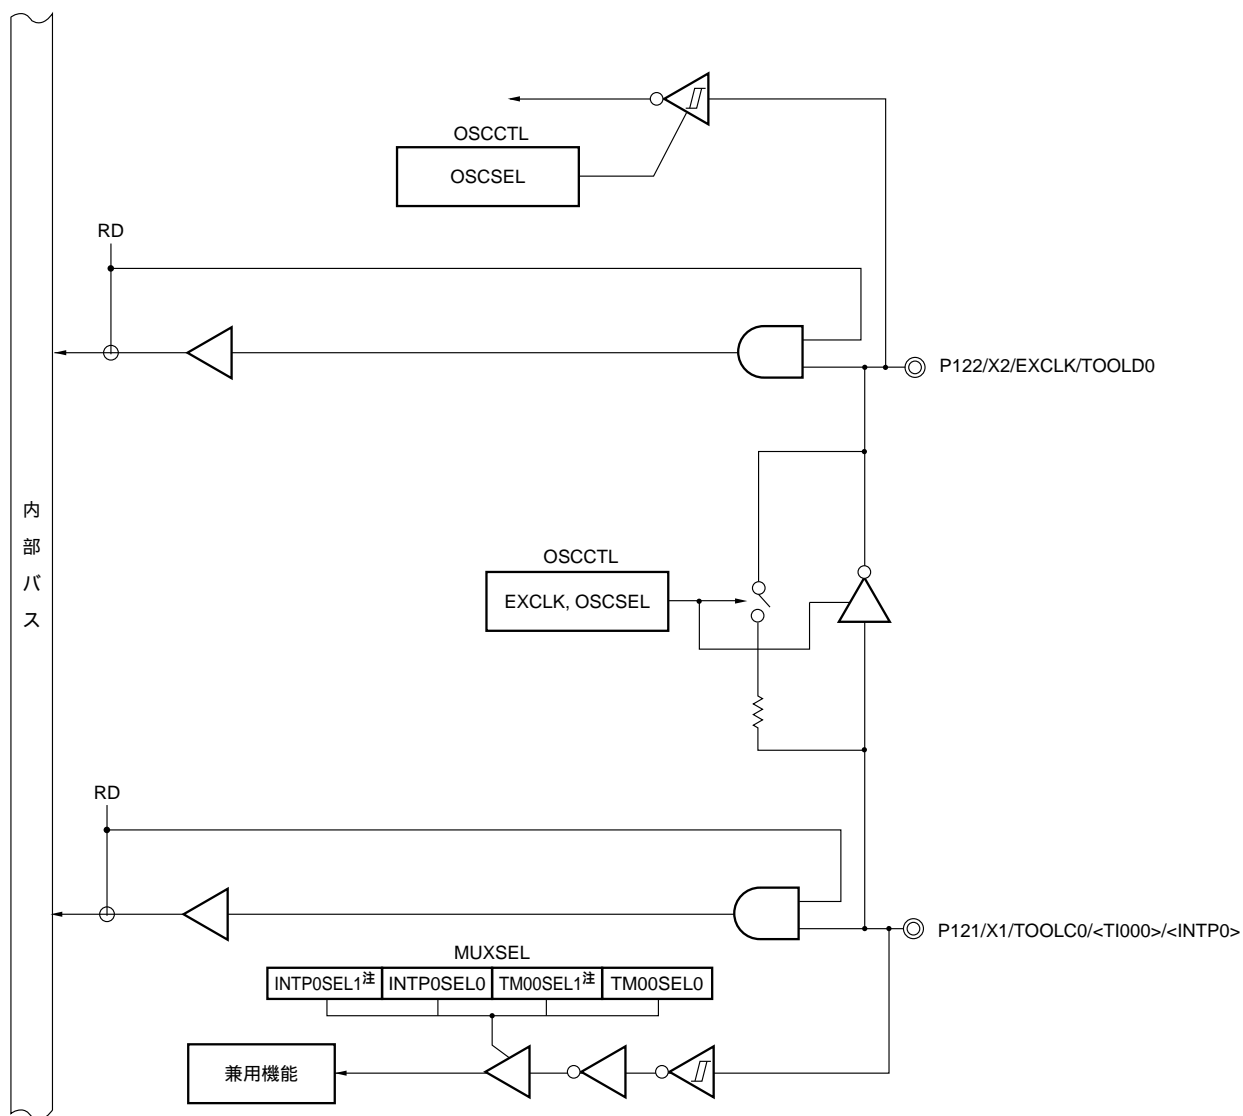 OSCCTL
OSCSEL
RD
P122/X2/EXCLK/TOOLD0
内部バス
OSCCTL
EXCLK, OSCSEL
RD
P121/X1/TOOLC0/<TI000>/<INTP0>
MUXSEL
INTP0SEL1注 INTP0SEL0 TM00SEL1注 TM00SEL0
兼用機能